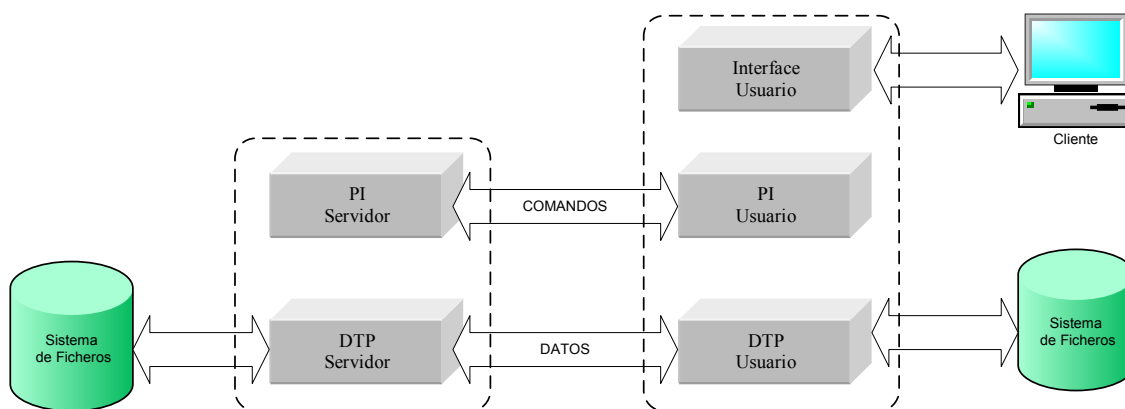 Interface
Usuario
Cliente
PI
Servidor
COMANDOS
PI
Usuario
Sistema
de Ficheros
DTP
Servidor
DATOS
DTP
Usuario
Sistema
de Ficheros